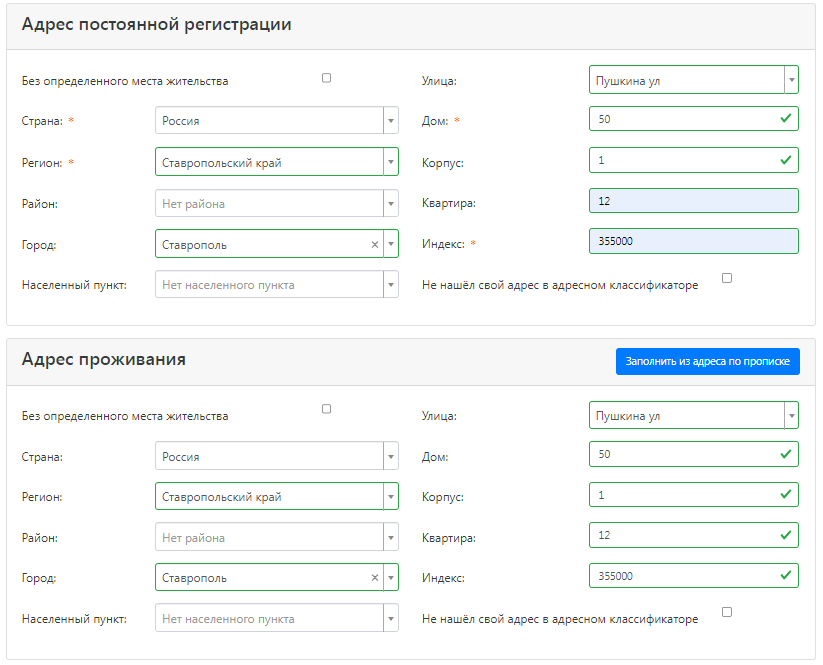 Адрес постоянной регистрации
Без определенного места жительства
Страна: * Россия
Регион: * Ставропольский край
Район: Нет района
Город: Ставрополь ×
Населенный пункт: Нет населенного пункта
Улица: Пушкина ул
Дом: * 50
Корпус: 1
Квартира: 12
Индекс: * 355000
Не нашёл свой адрес в адресном классификаторе
Адрес проживания
Заполнить из адреса по прописке
Без определенного места жительства
Страна: Россия
Регион: Ставропольский край
Район: Нет района
Город: Ставрополь ×
Населенный пункт: Нет населенного пункта
Улица: Пушкина ул
Дом: 50
Корпус: 1
Квартира: 12
Индекс: 355000
Не нашёл свой адрес в адресном классификаторе